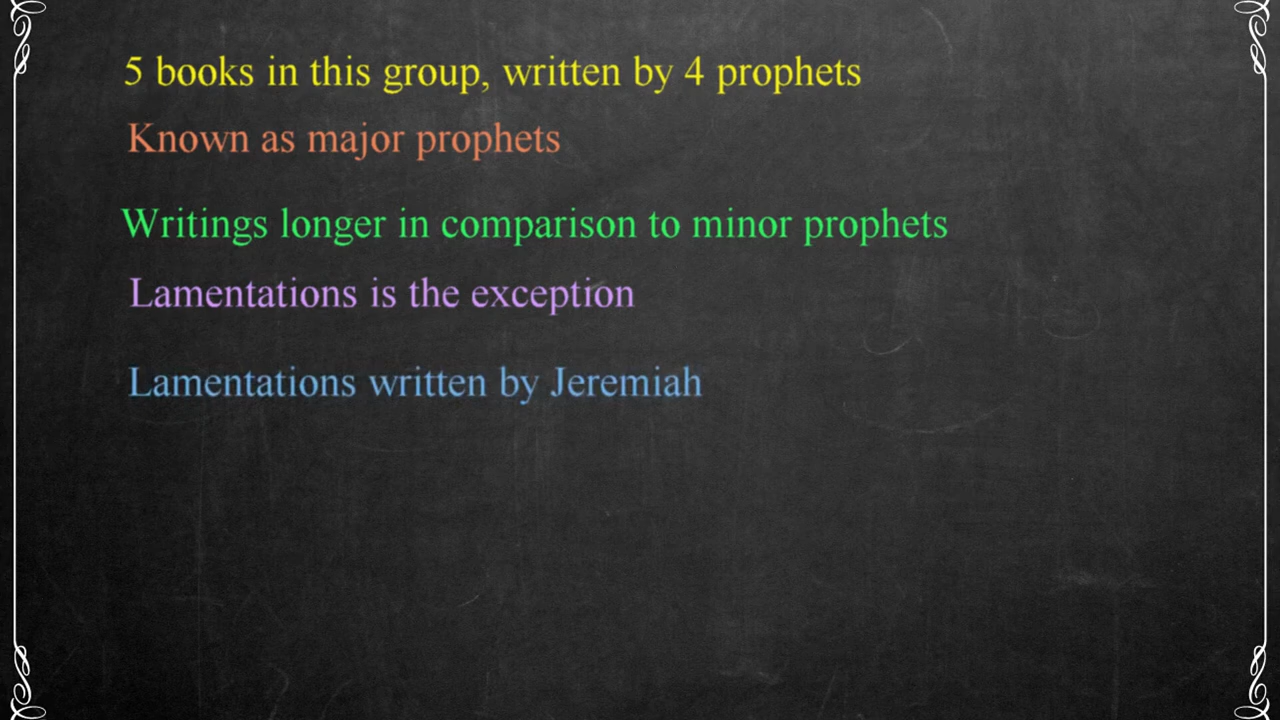 5 books in this group, written by 4 prophets
Known as major prophets
Writings longer in comparison to minor prophets
Lamentations is the exception
Lamentations written by Jeremiah